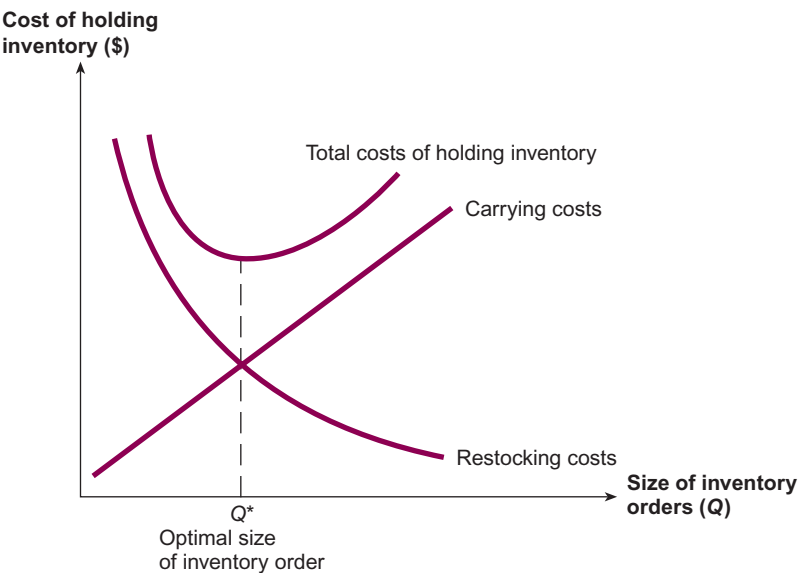 Cost of holding
inventory ($)
Total costs of holding inventory
Carrying costs
Restocking costs
Size of inventory
orders (Q)
Q*
Optimal size
of inventory order